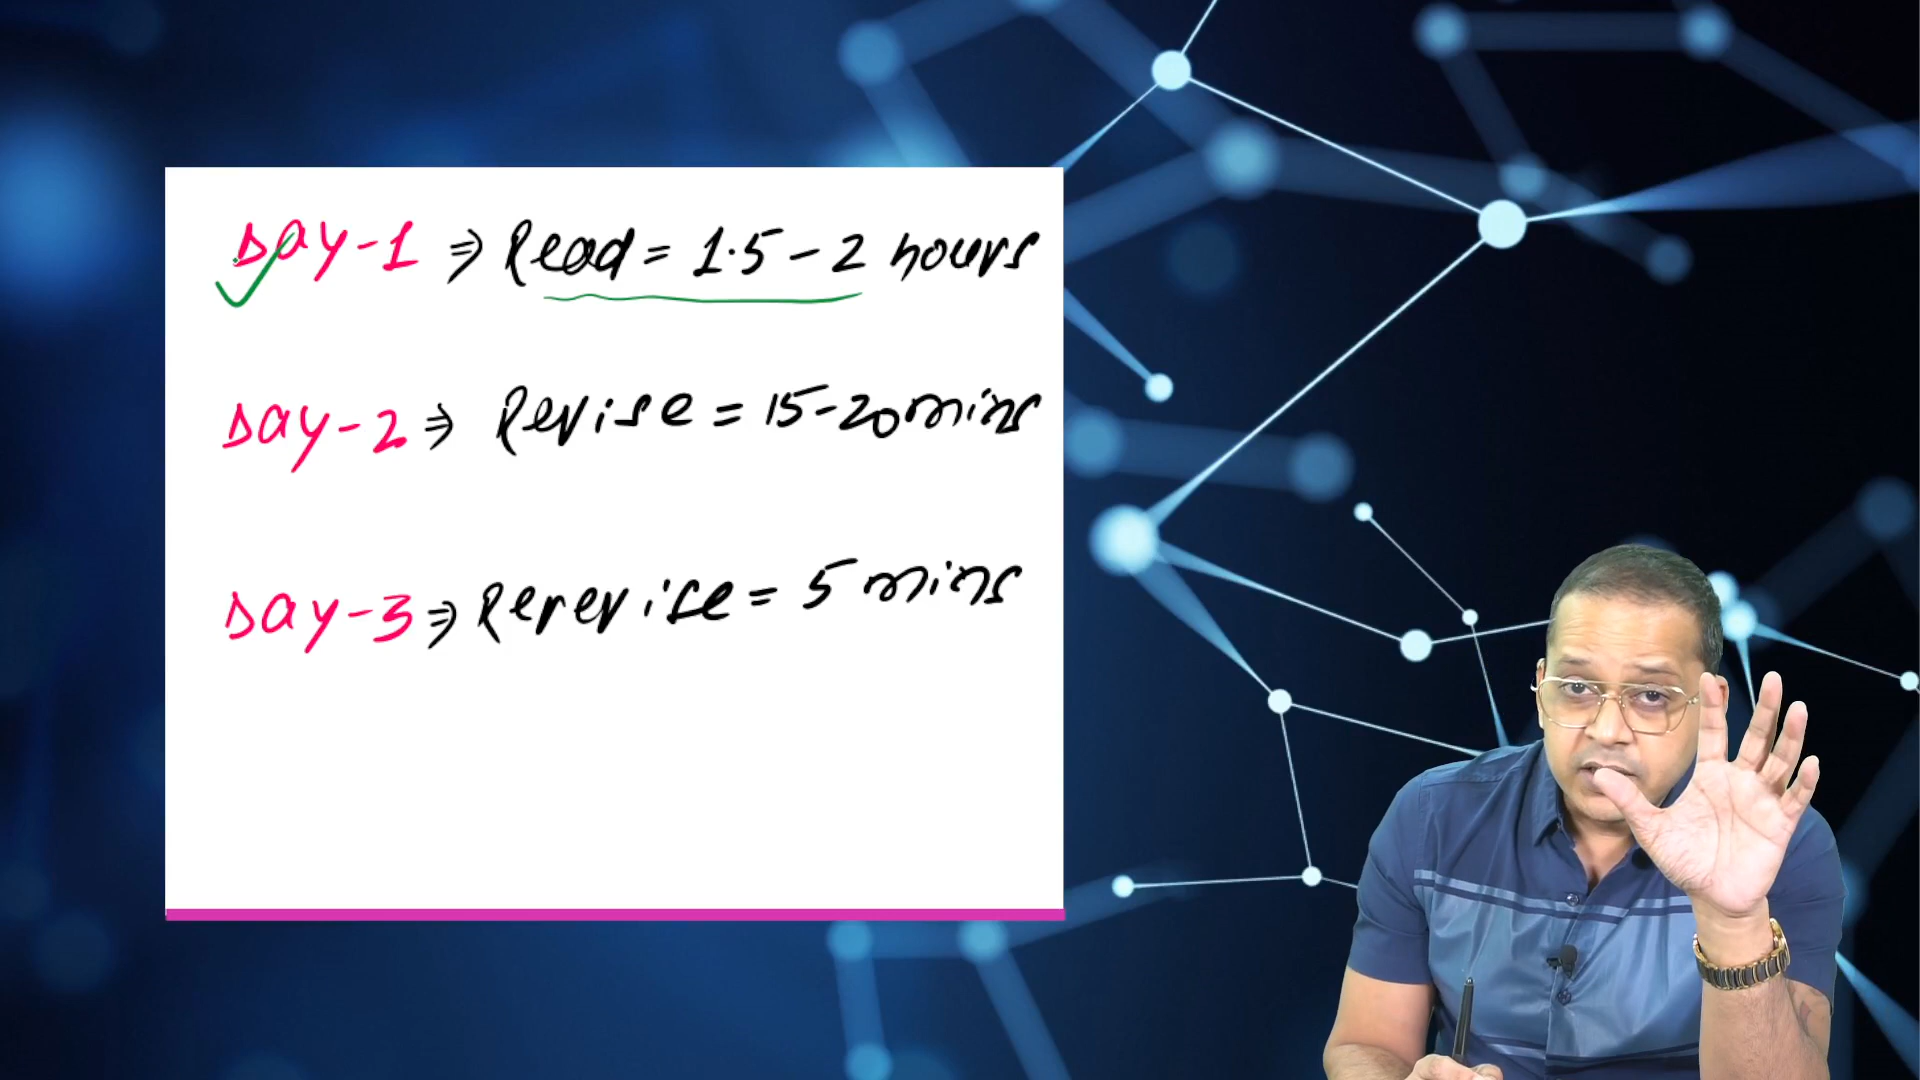 Day-1 ⇒ Read = 1.5 - 2 hours
Day-2 ⇒ Revise = 15-20 mins
Day-3 ⇒ Rerevise = 5 mins